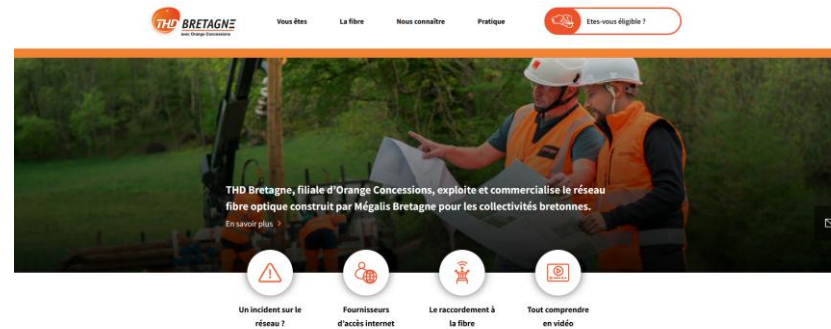 THD BRETAGNE
avec Orange Concessions
Vous êtes
La fibre
Nous connaître
Pratique
Etes-vous éligible ?
THD Bretagne, filiale d'Orange Concessions, exploite et commercialise le réseau
fibre optique construit par Mégalis Bretagne pour les collectivités bretonnes.
En savoir plus >
Un incident sur le
réseau ?
Fournisseurs
d'accès internet
Le raccordement à
la fibre
Tout comprendre
en vidéo